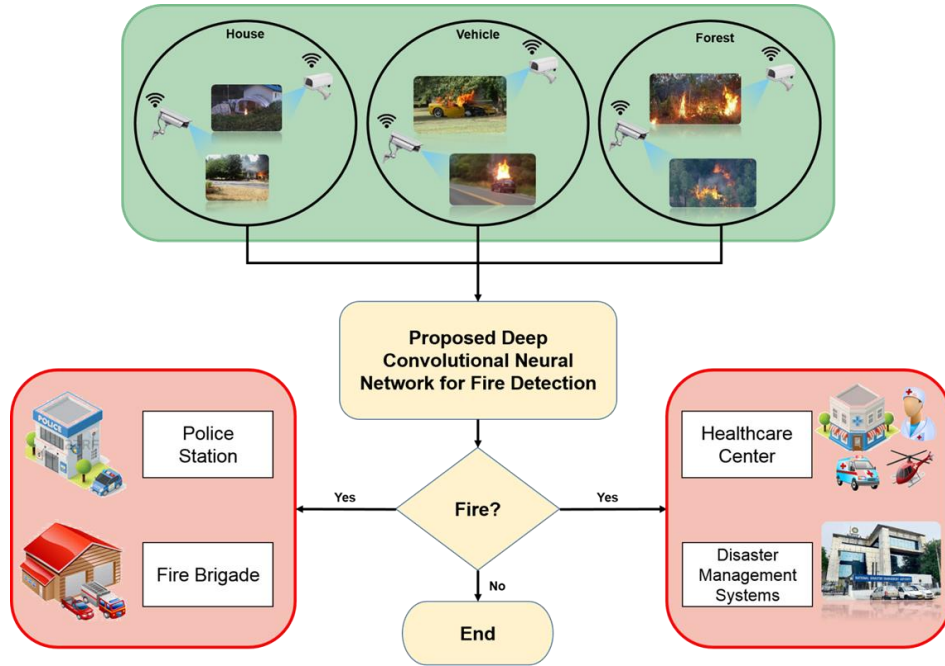 House
Vehicle
Forest
Proposed Deep
Convolutional Neural
Network for Fire Detection
POLICE
Police
Station
Healthcare
Center
Yes
Fire?
Yes
Fire Brigade
Disaster
Management
Systems
No
End